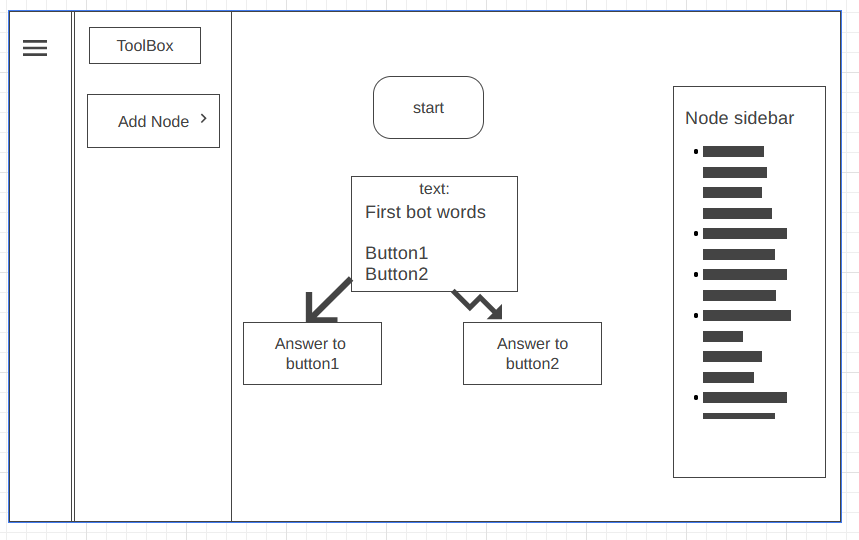 ToolBox
Add Node
start
text:
First bot words
Button1
Button2
Answer to
button1
Answer to
button2
Node sidebar